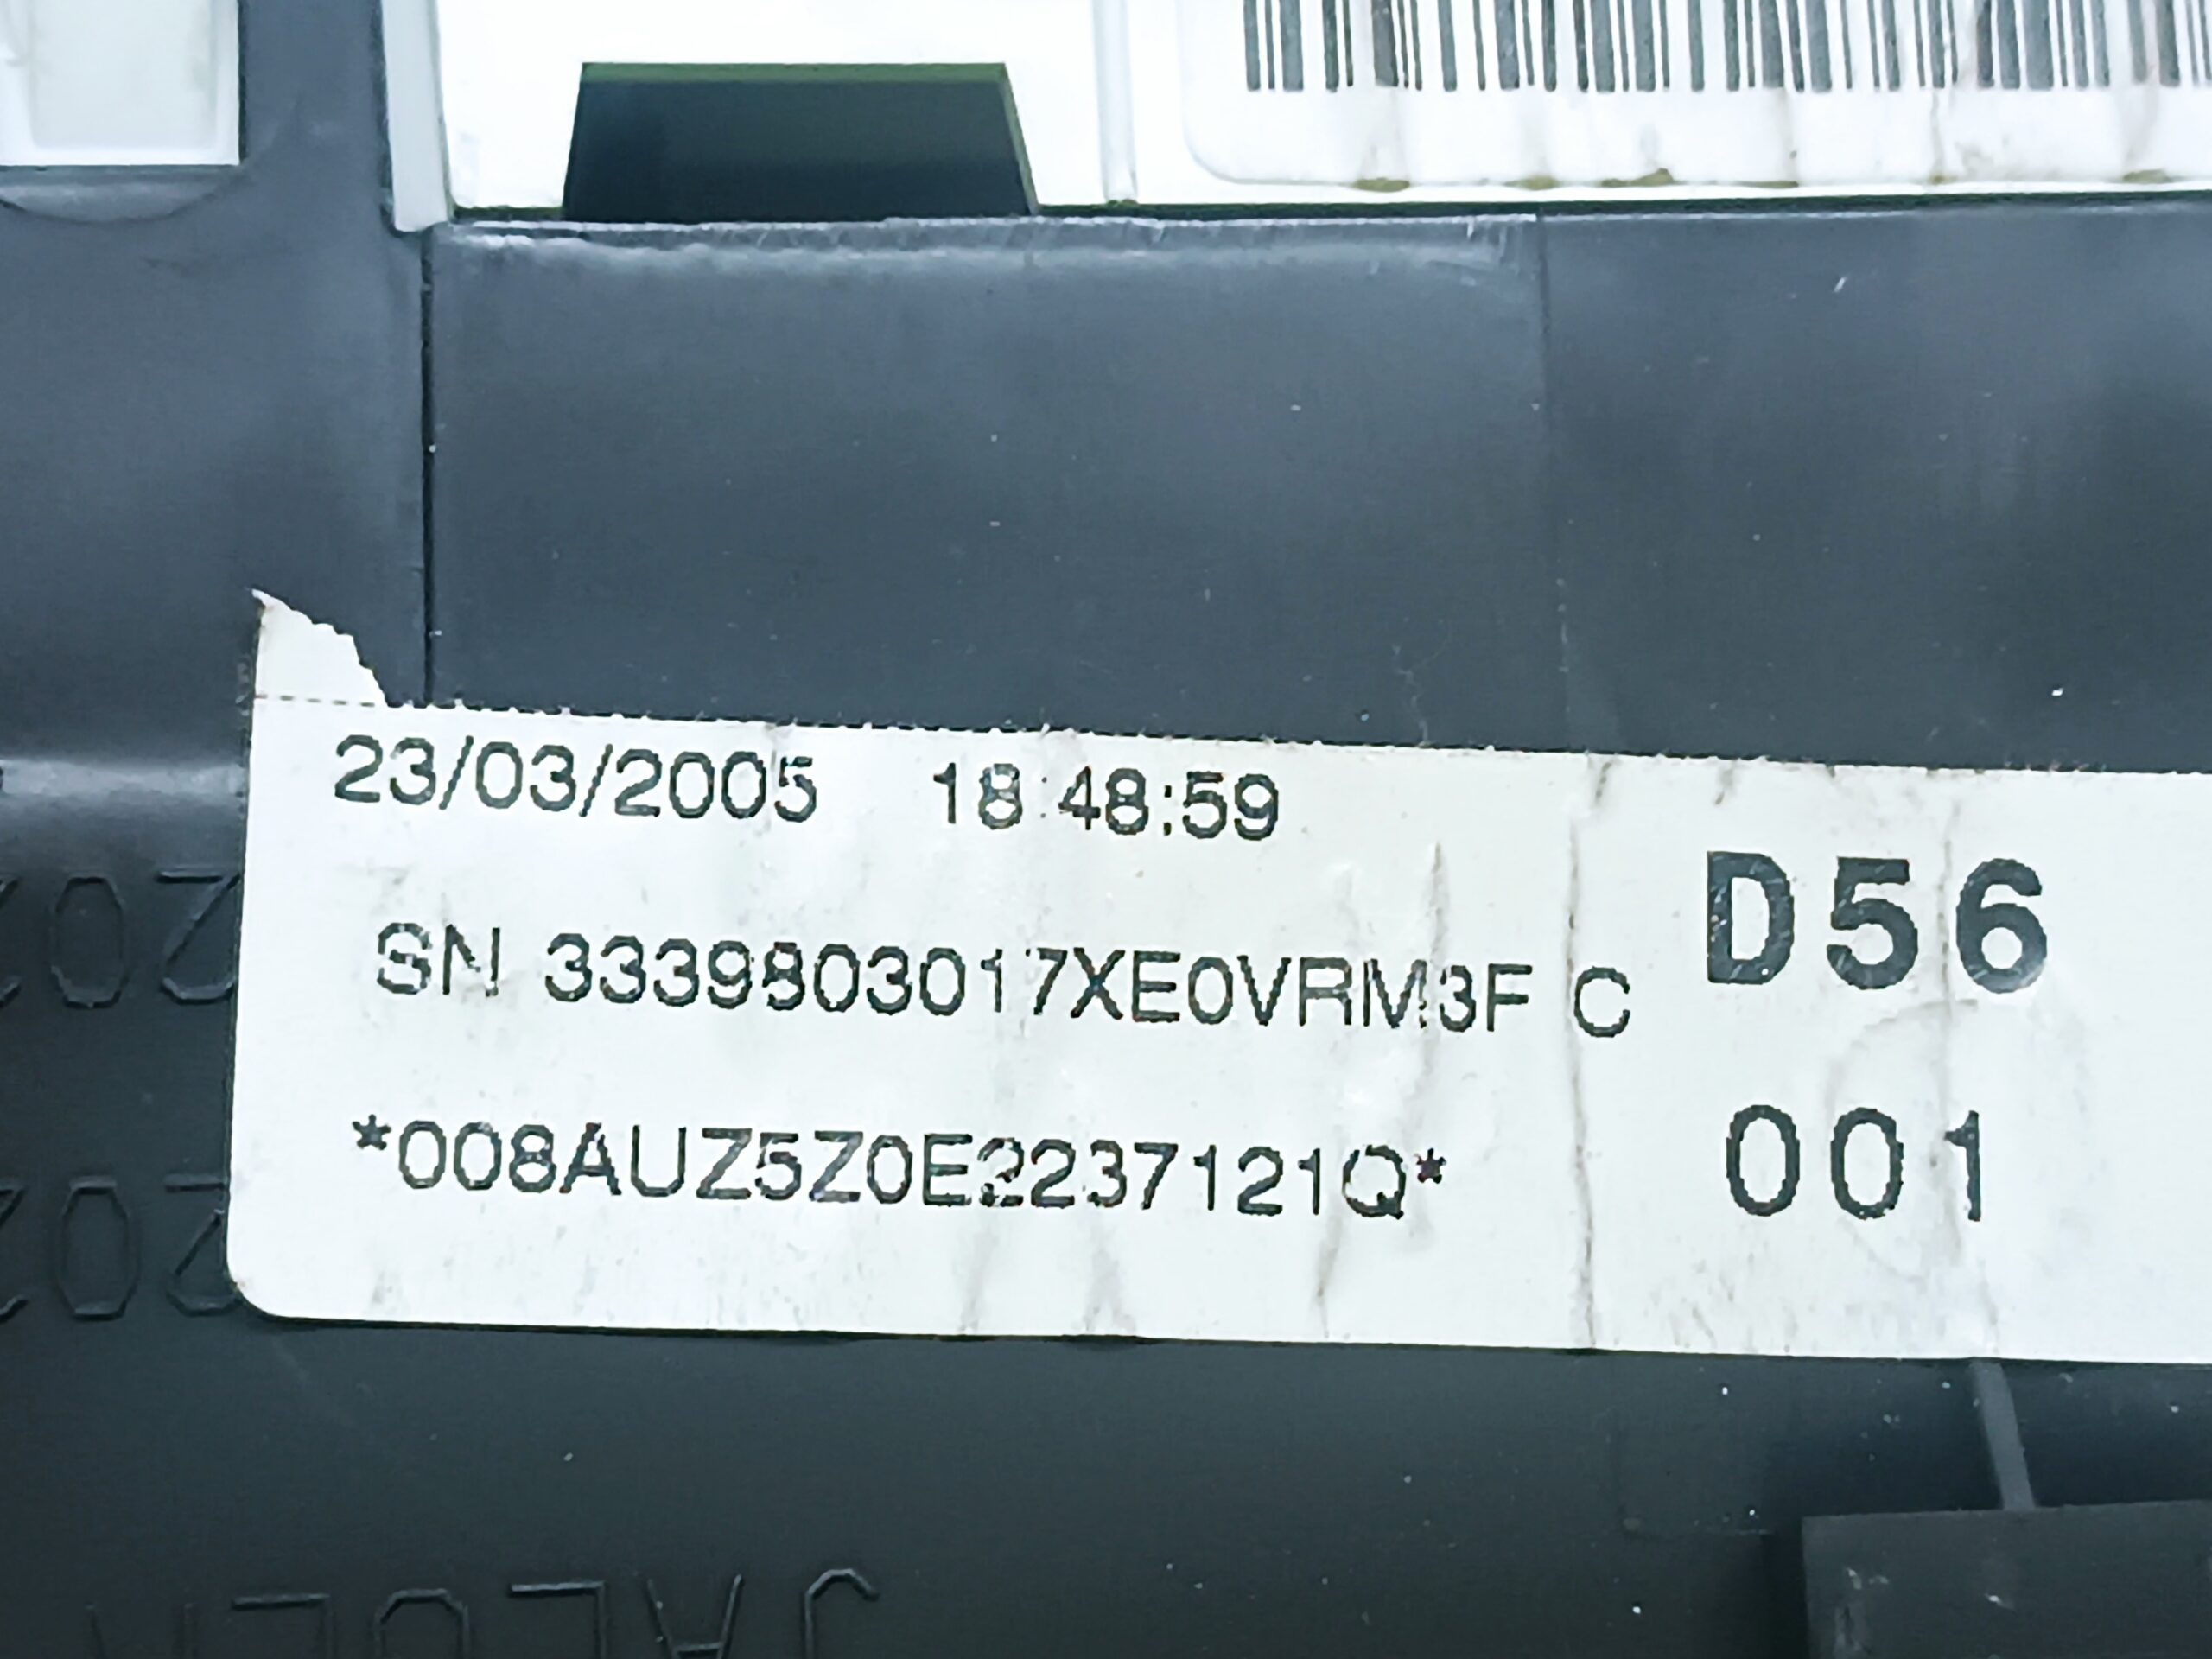 23/03/2005 18:48:59
D56
SN 3339803017XE0VRM3F C
*008AUZ5Z0E2237121Q*
001